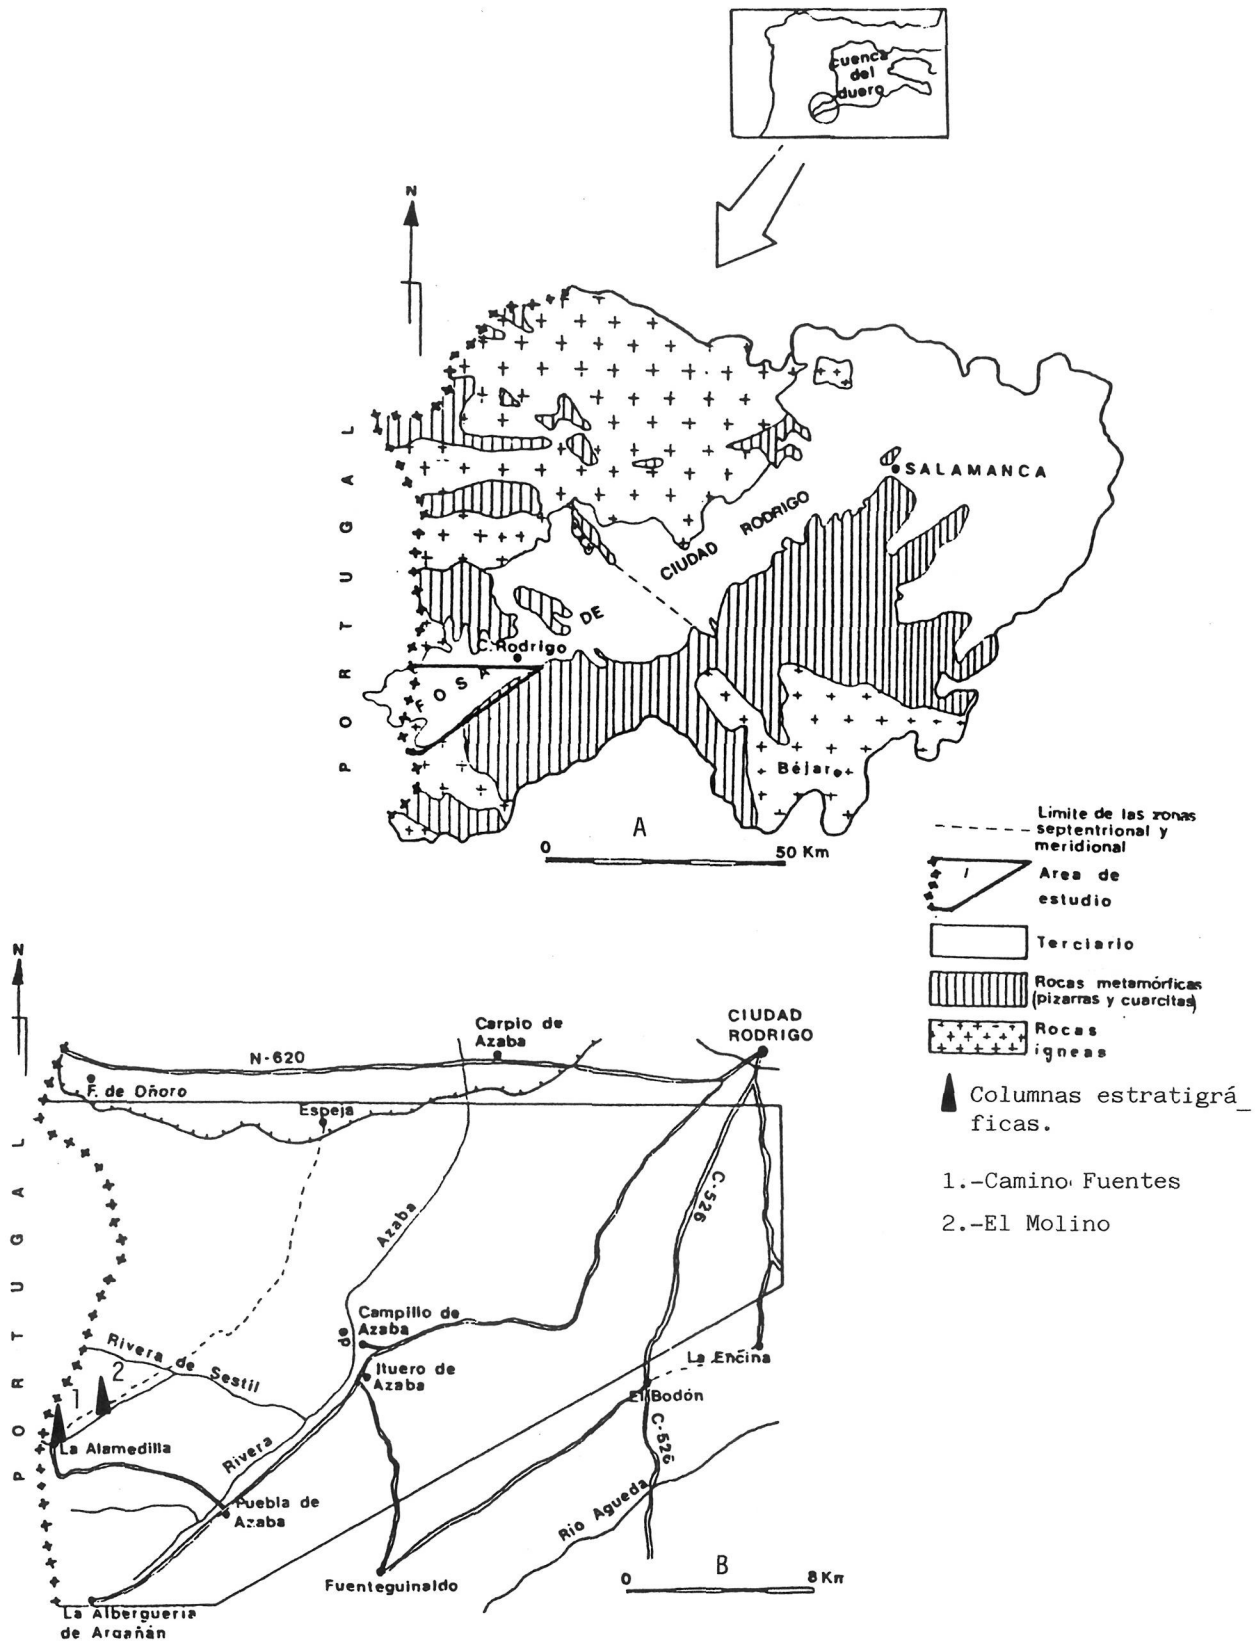 cuenca
del
duero
N
PORTUGAL
SALAMANCA
CIUDAD RODRIGO
DE
C. Rodrigo
FOSA
Béjar
A
0 50 Km
Limite de las zonas
septentrional y
meridional
Area de
estudio
Terciario
Rocas metamórficas
(pizarras y cuarcitas)
Rocas
igneas
Columnas estratigrá_
ficas.
1.-Camino Fuentes
2.-El Molino
N
CIUDAD
RODRIGO
Carpio de
Azaba
N-620
F. de Oñoro
Espeja
PORTUGAL
Azaba
C-526
Campillo de
Azaba
de
Rivera de Sestil
La Encina
Ituero de
Azaba
2
1
El Bodón
La Alamedilla
Rivera
C-526
Puebla de
Azaba
Rio Agueda
Fuenteguinaldo
B
0 8 Km
La Alberguería
de Argañán